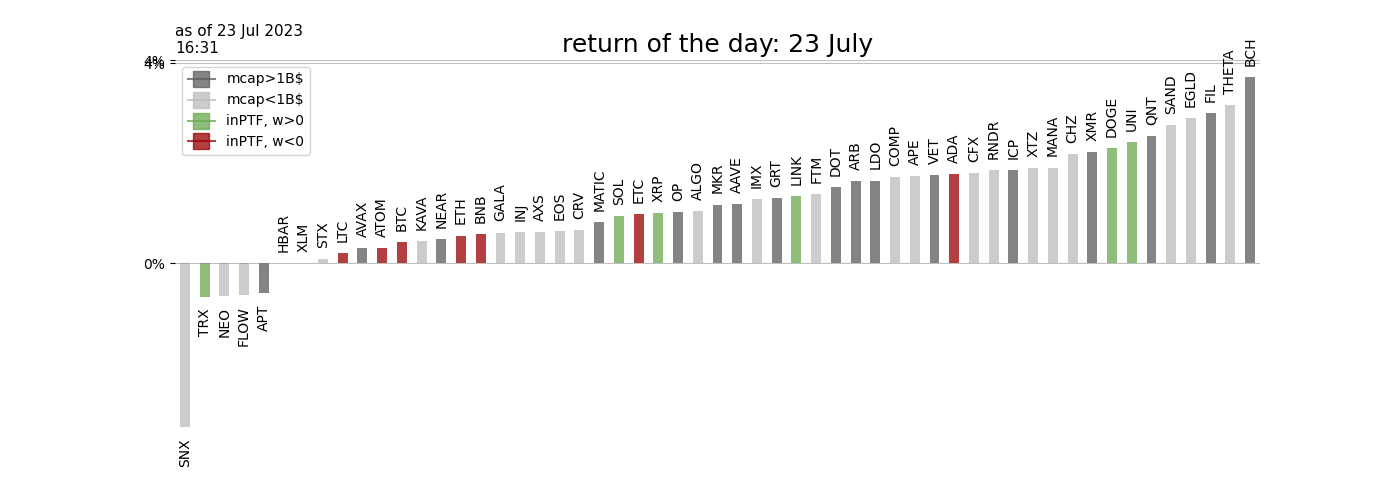 as of 23 Jul 2023
16:31
return of the day: 23 July
4%
4%
mcap>1B$
mcap<1B$
inPTF, w>0
inPTF, w<0
0%
SNX
TRX
NEO
FLOW
APT
HBAR
XLM
STX
LTC
AVAX
ATOM
BTC
KAVA
NEAR
ETH
BNB
GALA
INJ
AXS
EOS
CRV
MATIC
SOL
ETC
XRP
OP
ALGO
MKR
AAVE
IMX
GRT
LINK
FTM
DOT
ARB
LDO
COMP
APE
VET
ADA
CFX
RNDR
ICP
XTZ
MANA
CHZ
XMR
DOGE
UNI
QNT
SAND
EGLD
FIL
THETA
BCH